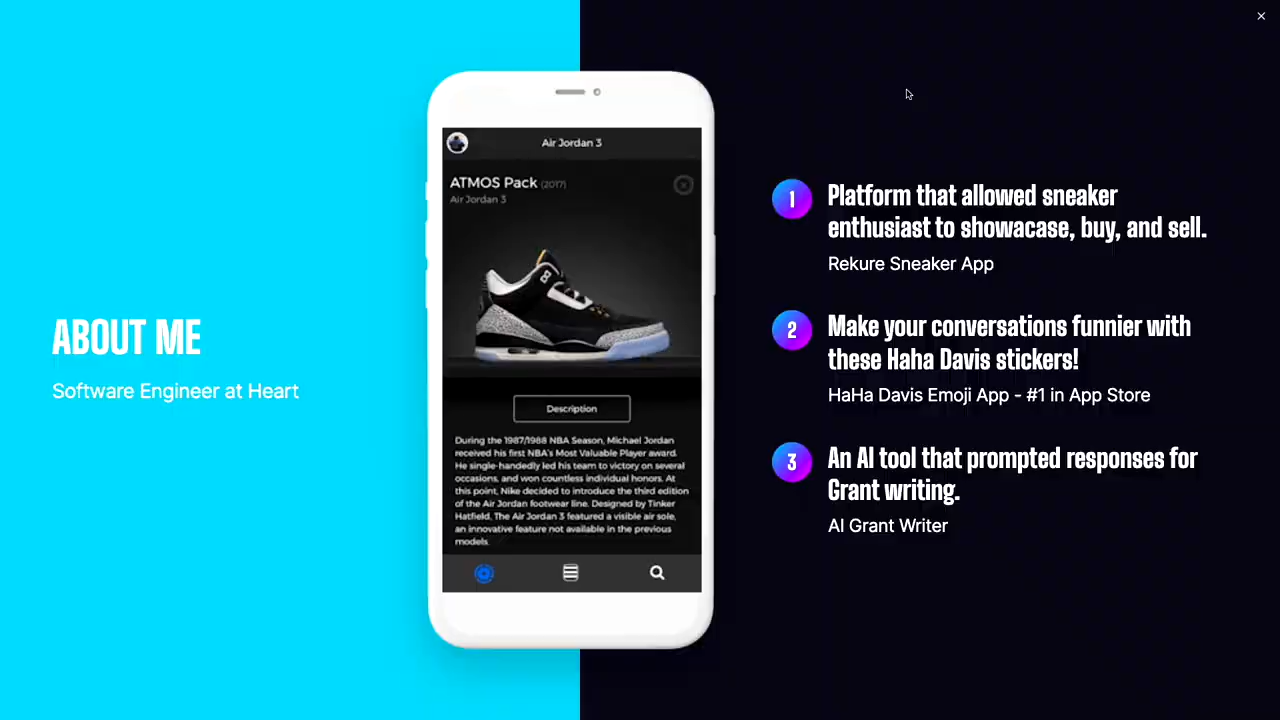 ABOUT ME
Software Engineer at Heart
Air Jordan 3
ATMOS Pack (2017)
Air Jordan 3
Description
During the 1987/1988 NBA Season, Michael Jordan
received his first NBA's Most Valuable Player award.
He single-handedly led his team to victory on several
occasions, and won countless individual honors. At
this point, Nike decided to introduce the third edition
of the Air Jordan footwear line. Designed by Tinker
Hatfield, The Air Jordan 3 featured a visible air sole,
an innovative feature not available in the previous
models.
1
Platform that allowed sneaker
enthusiast to showacase, buy, and sell.
Rekure Sneaker App
2
Make your conversations funnier with
these Haha Davis stickers!
HaHa Davis Emoji App - #1 in App Store
3
An AI tool that prompted responses for
Grant writing.
AI Grant Writer